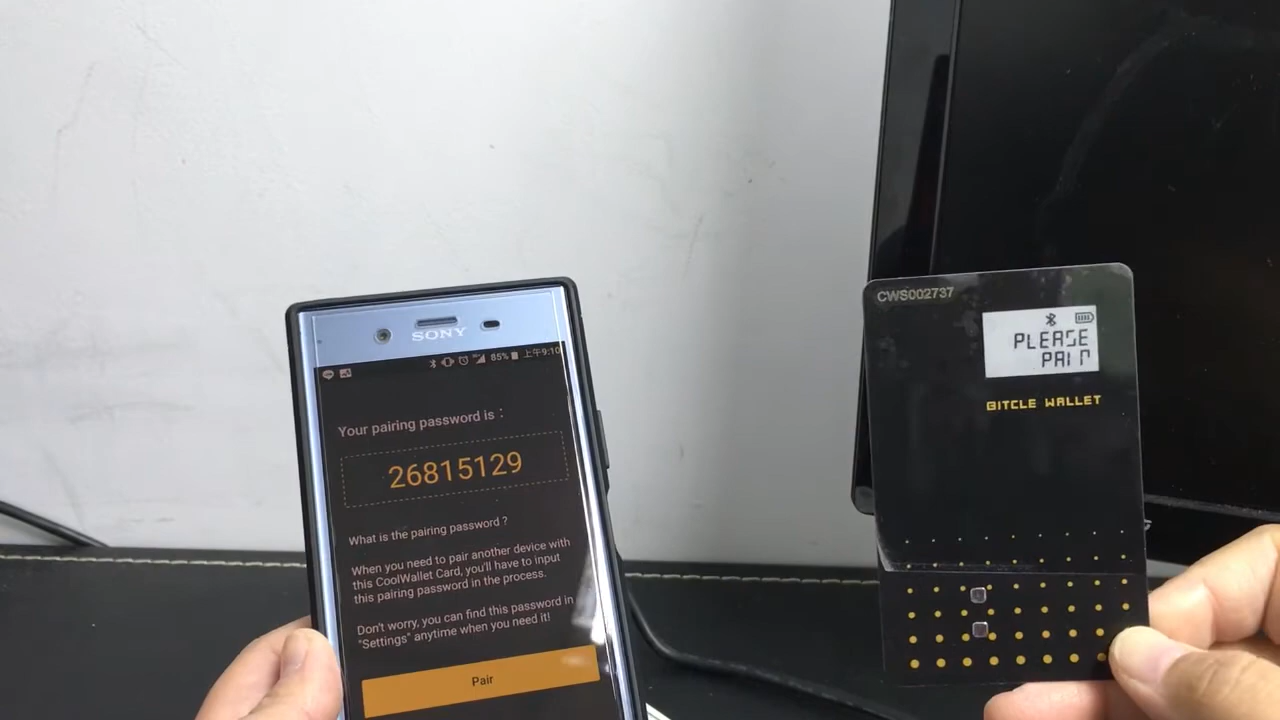 SONY
85% 上午9:10
Your pairing password is :
26815129
What is the pairing password ?
When you need to pair another device with
this CoolWallet Card, you'll have to input
this pairing password in the process.
Don't worry, you can find this password in
"Settings" anytime when you need it!
Pair
CWS002737
PLEASE
PAIR
BITCLE WALLET